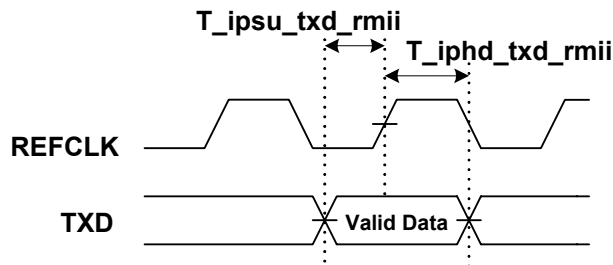 T_ipsu_txd_rmii
T_iphd_txd_rmii
REFCLK
TXD
Valid Data